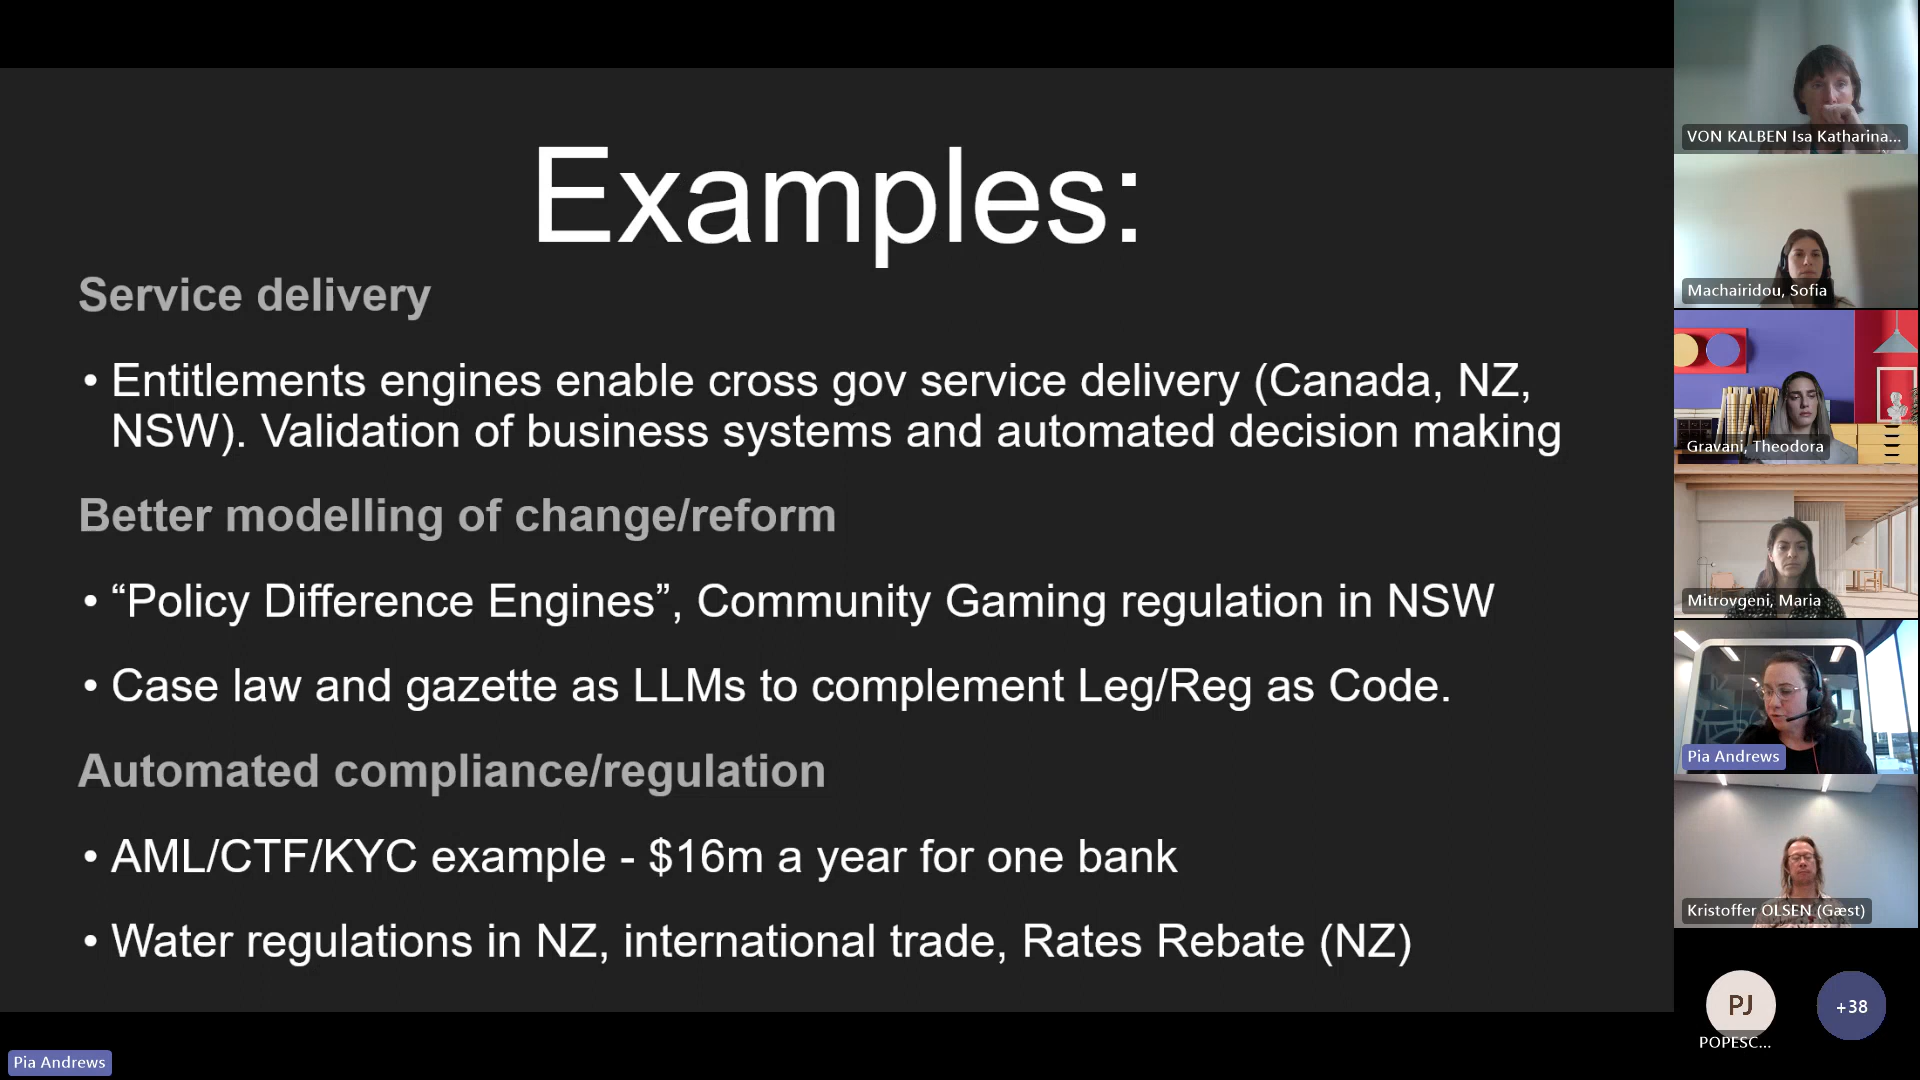 Examples:
Service delivery
• Entitlements engines enable cross gov service delivery (Canada, NZ,
NSW). Validation of business systems and automated decision making
Better modelling of change/reform
• “Policy Difference Engines”, Community Gaming regulation in NSW
• Case law and gazette as LLMs to complement Leg/Reg as Code.
Automated compliance/regulation
• AML/CTF/KYC example - $16m a year for one bank
• Water regulations in NZ, international trade, Rates Rebate (NZ)
Pia Andrews
VON KALBEN Isa Katharina...
Machairidou, Sofia
Gravani, Theodora
Mitrovgeni, Maria
Pia Andrews
Kristoffer OLSEN (Gæst)
PJ
+38
POPESC...